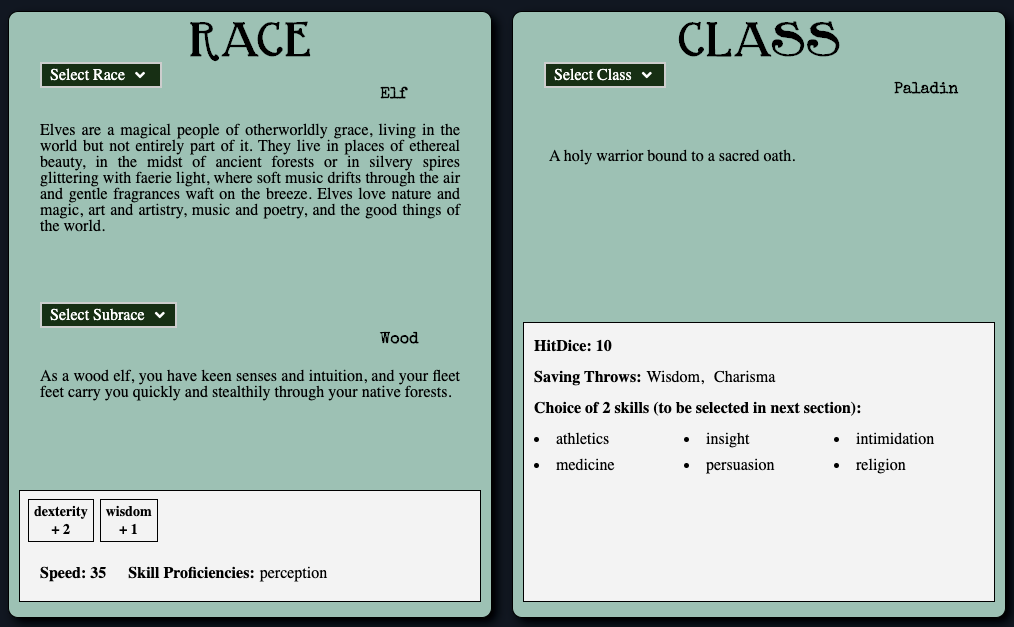 RACE
Select Race
Elf
Elves are a magical people of otherworldly grace, living in the
world but not entirely part of it. They live in places of ethereal
beauty, in the midst of ancient forests or in silvery spires
glittering with faerie light, where soft music drifts through the air
and gentle fragrances waft on the breeze. Elves love nature and
magic, art and artistry, music and poetry, and the good things of
the world.
Select Subrace
Wood
As a wood elf, you have keen senses and intuition, and your fleet
feet carry you quickly and stealthily through your native forests.
dexterity wisdom
+ 2 + 1
Speed: 35 Skill Proficiencies: perception
CLASS
Select Class
Paladin
A holy warrior bound to a sacred oath.
HitDice: 10
Saving Throws: Wisdom, Charisma
Choice of 2 skills (to be selected in next section):
• athletics • insight • intimidation
• medicine • persuasion • religion